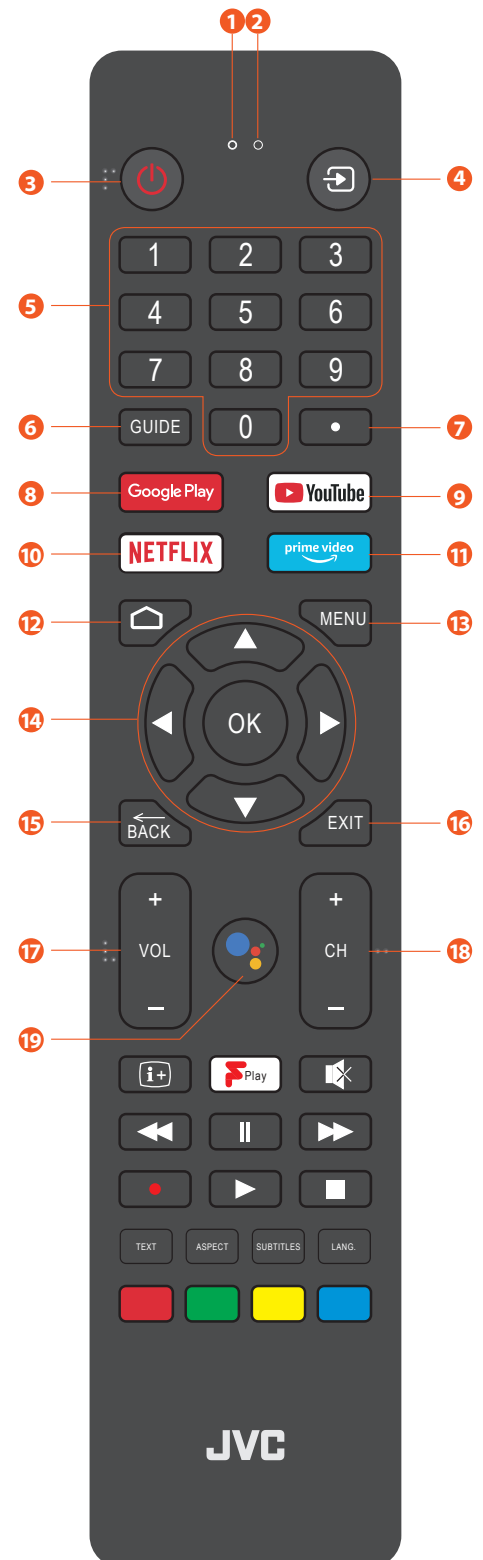 1 2
3 4
1 2 3
5
4 5 6
7 8 9
6 GUIDE 0 7
8 Google Play YouTube 9
10 NETFLIX prime video 11
12 MENU 13
14 OK
15 BACK EXIT 16
+ +
17 VOL CH 18
– –
19
i+ FPlay
TEXT ASPECT SUBTITLES LANG.
JVC